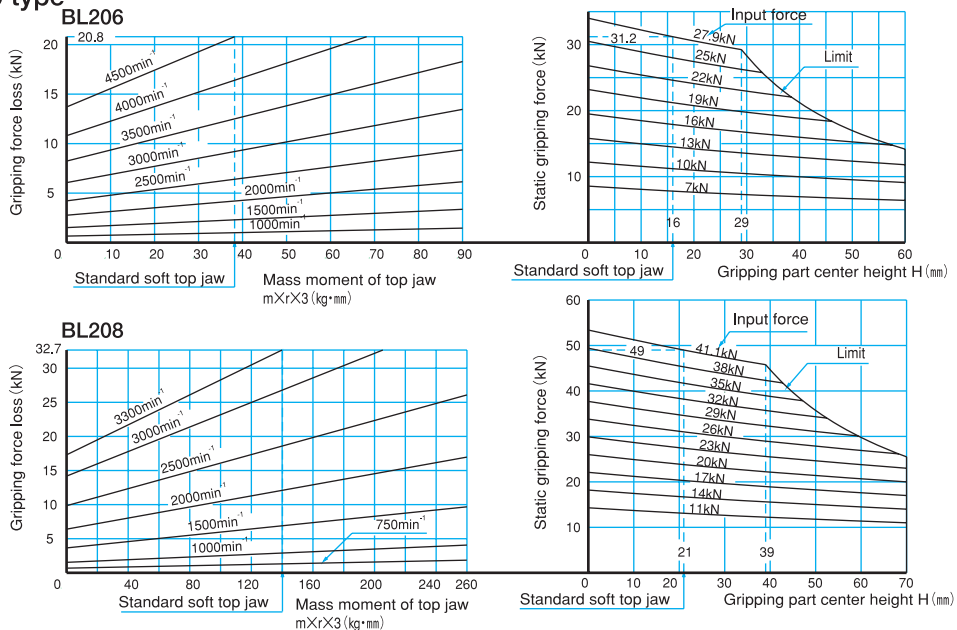 type
BL206
Gripping force loss (kN)
20
15
10
5
20.8
4500min⁻¹
4000min⁻¹
3500min⁻¹
3000min⁻¹
2500min⁻¹
2000min⁻¹
1500min⁻¹
1000min⁻¹
0 10 20 30 40 50 60 70 80 90
Standard soft top jaw
Mass moment of top jaw
m×r×3 (kg・mm)
Static gripping force (kN)
30
20
10
31.2
Input force
27.9kN
Limit
25kN
22kN
19kN
16kN
13kN
10kN
7kN
16 29
0 10 20 30 40 50 60
Standard soft top jaw
Gripping part center height H (mm)
BL208
Gripping force loss (kN)
32.7
25
20
15
10
5
3300min⁻¹
3000min⁻¹
2500min⁻¹
2000min⁻¹
1500min⁻¹
750min⁻¹
1000min⁻¹
0 40 80 120 160 200 240 260
Standard soft top jaw
Mass moment of top jaw
m×r×3 (kg・mm)
Static gripping force (kN)
60
50
40
30
20
10
49
Input force
41.1kN
Limit
38kN
35kN
32kN
29kN
26kN
23kN
20kN
17kN
14kN
11kN
21 39
0 10 20 30 40 50 60 70
Standard soft top jaw
Gripping part center height H (mm)